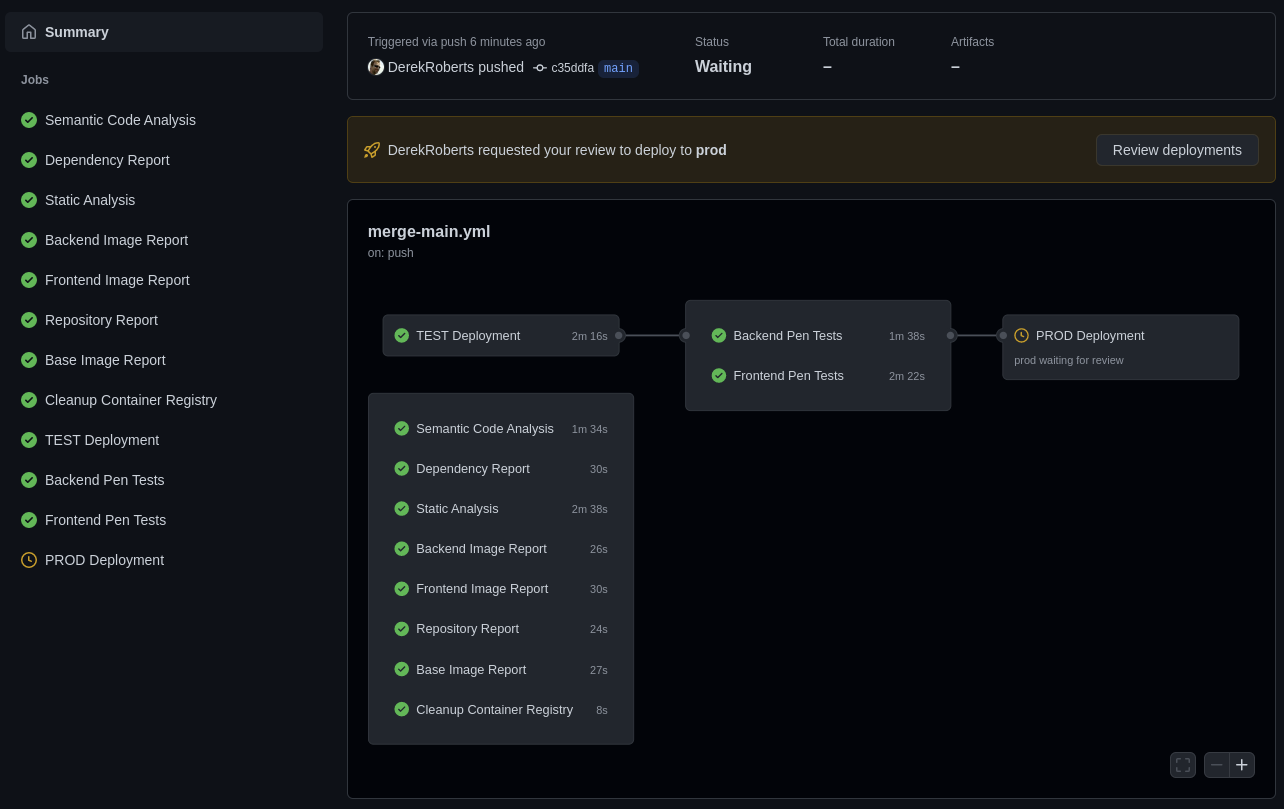 Summary
Jobs
Semantic Code Analysis
Dependency Report
Static Analysis
Backend Image Report
Frontend Image Report
Repository Report
Base Image Report
Cleanup Container Registry
TEST Deployment
Backend Pen Tests
Frontend Pen Tests
PROD Deployment
Triggered via push 6 minutes ago
DerekRoberts pushed c35ddfa main
Status
Waiting
Total duration
–
Artifacts
–
DerekRoberts requested your review to deploy to prod
Review deployments
merge-main.yml
on: push
TEST Deployment 2m 16s
Semantic Code Analysis 1m 34s
Dependency Report 30s
Static Analysis 2m 38s
Backend Image Report 26s
Frontend Image Report 30s
Repository Report 24s
Base Image Report 27s
Cleanup Container Registry 8s
Backend Pen Tests 1m 38s
Frontend Pen Tests 2m 22s
PROD Deployment
prod waiting for review